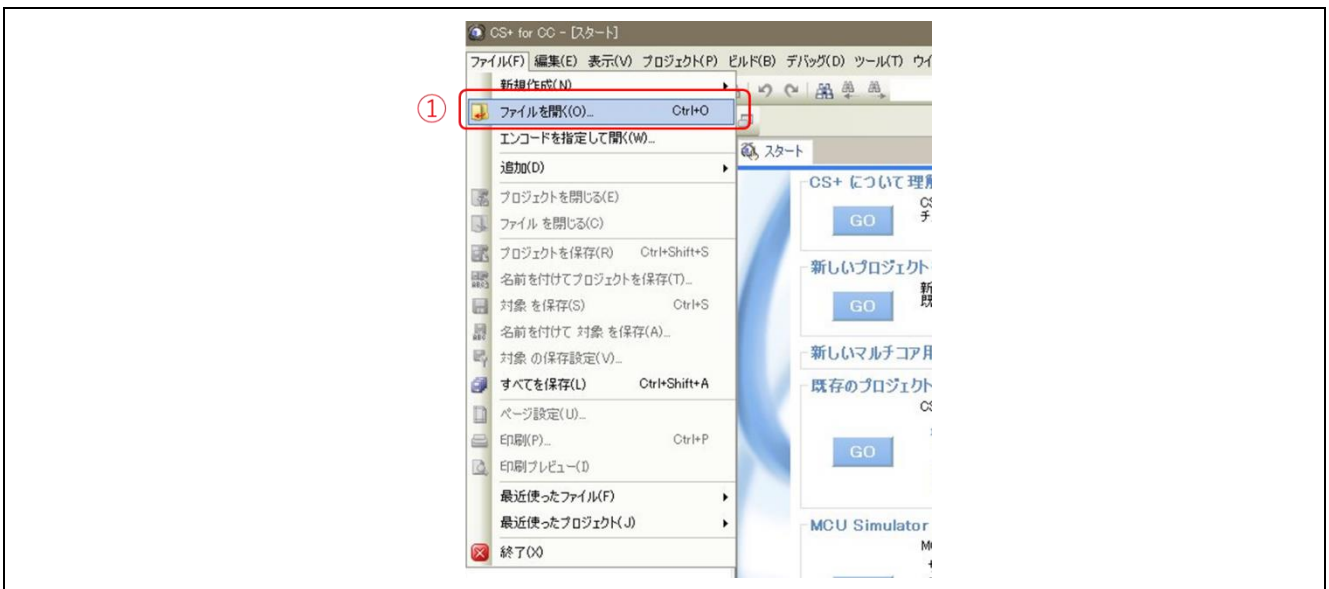 CS+ for CC - [スタート]
ファイル(F) 編集(E) 表示(V) プロジェクト(P) ビルド(B) デバッグ(D) ツール(T) ウイ
新規作成(N)
①
ファイルを開く(O)... Ctrl+O
エンコードを指定して開く(W)...
スタート
追加(D)
CS+ について理解
プロジェクトを閉じる(E)
GO
チ
ファイル を閉じる(C)
プロジェクトを保存(R) Ctrl+Shift+S
新しいプロジェクト
名前を付けてプロジェクトを保存(T)...
新
既
対象 を保存(S) Ctrl+S
GO
名前を付けて 対象 を保存(A)...
新しいマルチコア用
対象 の保存設定(V)...
すべてを保存(L) Ctrl+Shift+A
既存のプロジェクト
CS
ページ設定(U)...
印刷(P)... Ctrl+P
GO
印刷プレビュー(I)
最近使ったファイル(F)
最近使ったプロジェクト(J)
MCU Simulator
終了(X)